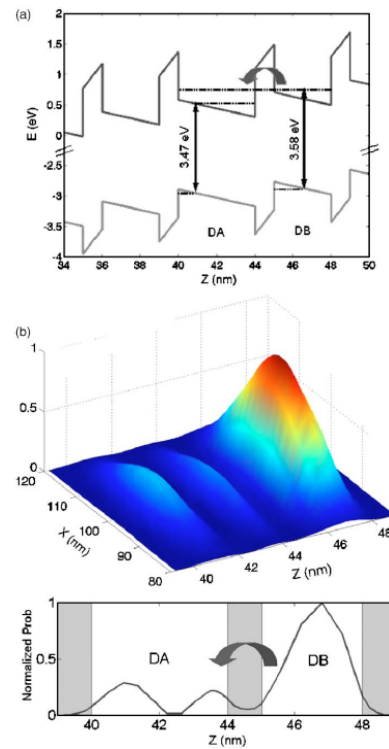 (a)
2
1.5
1
0.5
0
-2
-3
-4
E (eV)
3.47 eV
3.58 eV
DA DB
34 36 38 40 42 44 46 48 50
Z (nm)
(b)
1
0.5
0
120
110
100
90
80
X (nm)
40
42
44
46
48
Z (nm)
Normalized Prob
1
0.5
0
DA DB
40 42 44 46 48
Z (nm)